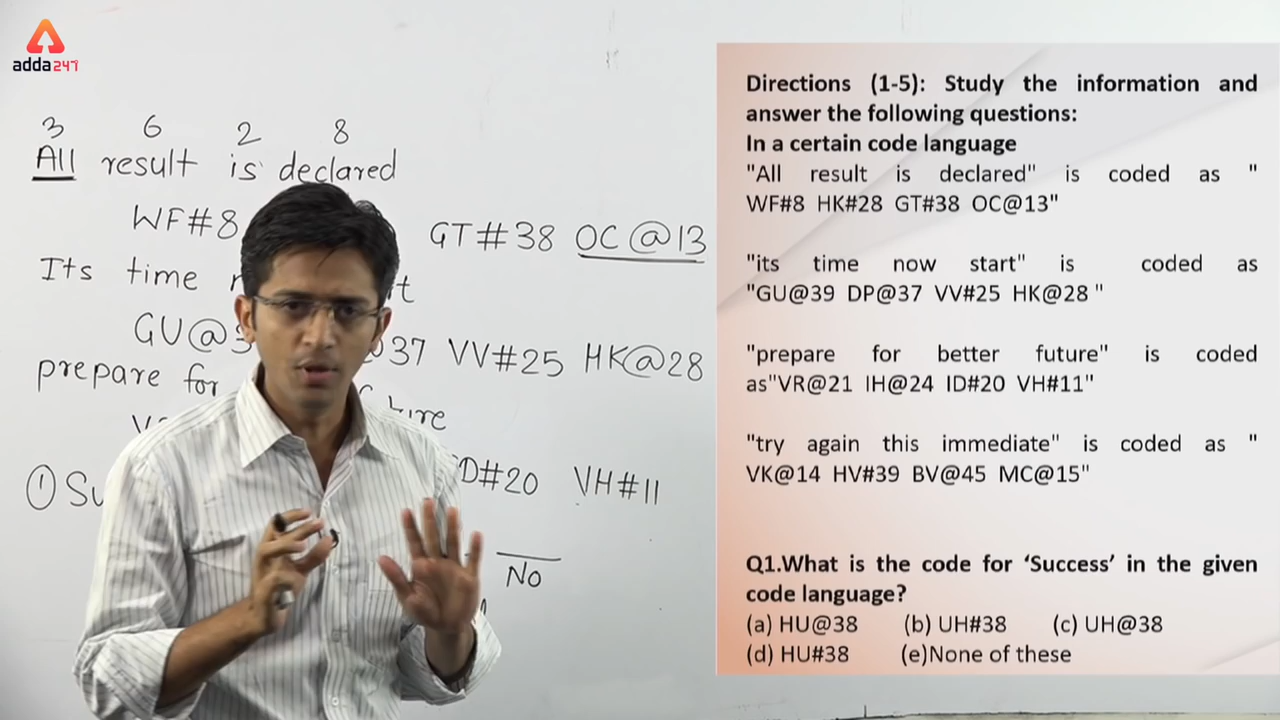 adda247
3 6 2 8
All result is declared
WF#8 GT#38 OC@13
Its time
GU@3 37 VV#25 HK@28
prepare for
D#20 VH#11
① Su
No
Directions (1-5): Study the information and
answer the following questions:
In a certain code language
"All result is declared" is coded as "
WF#8 HK#28 GT#38 OC@13"
"its time now start" is coded as
"GU@39 DP@37 VV#25 HK@28 "
"prepare for better future" is coded
as"VR@21 IH@24 ID#20 VH#11"
"try again this immediate" is coded as "
VK@14 HV#39 BV@45 MC@15"
Q1.What is the code for ‘Success’ in the given
code language?
(a) HU@38 (b) UH#38 (c) UH@38
(d) HU#38 (e)None of these